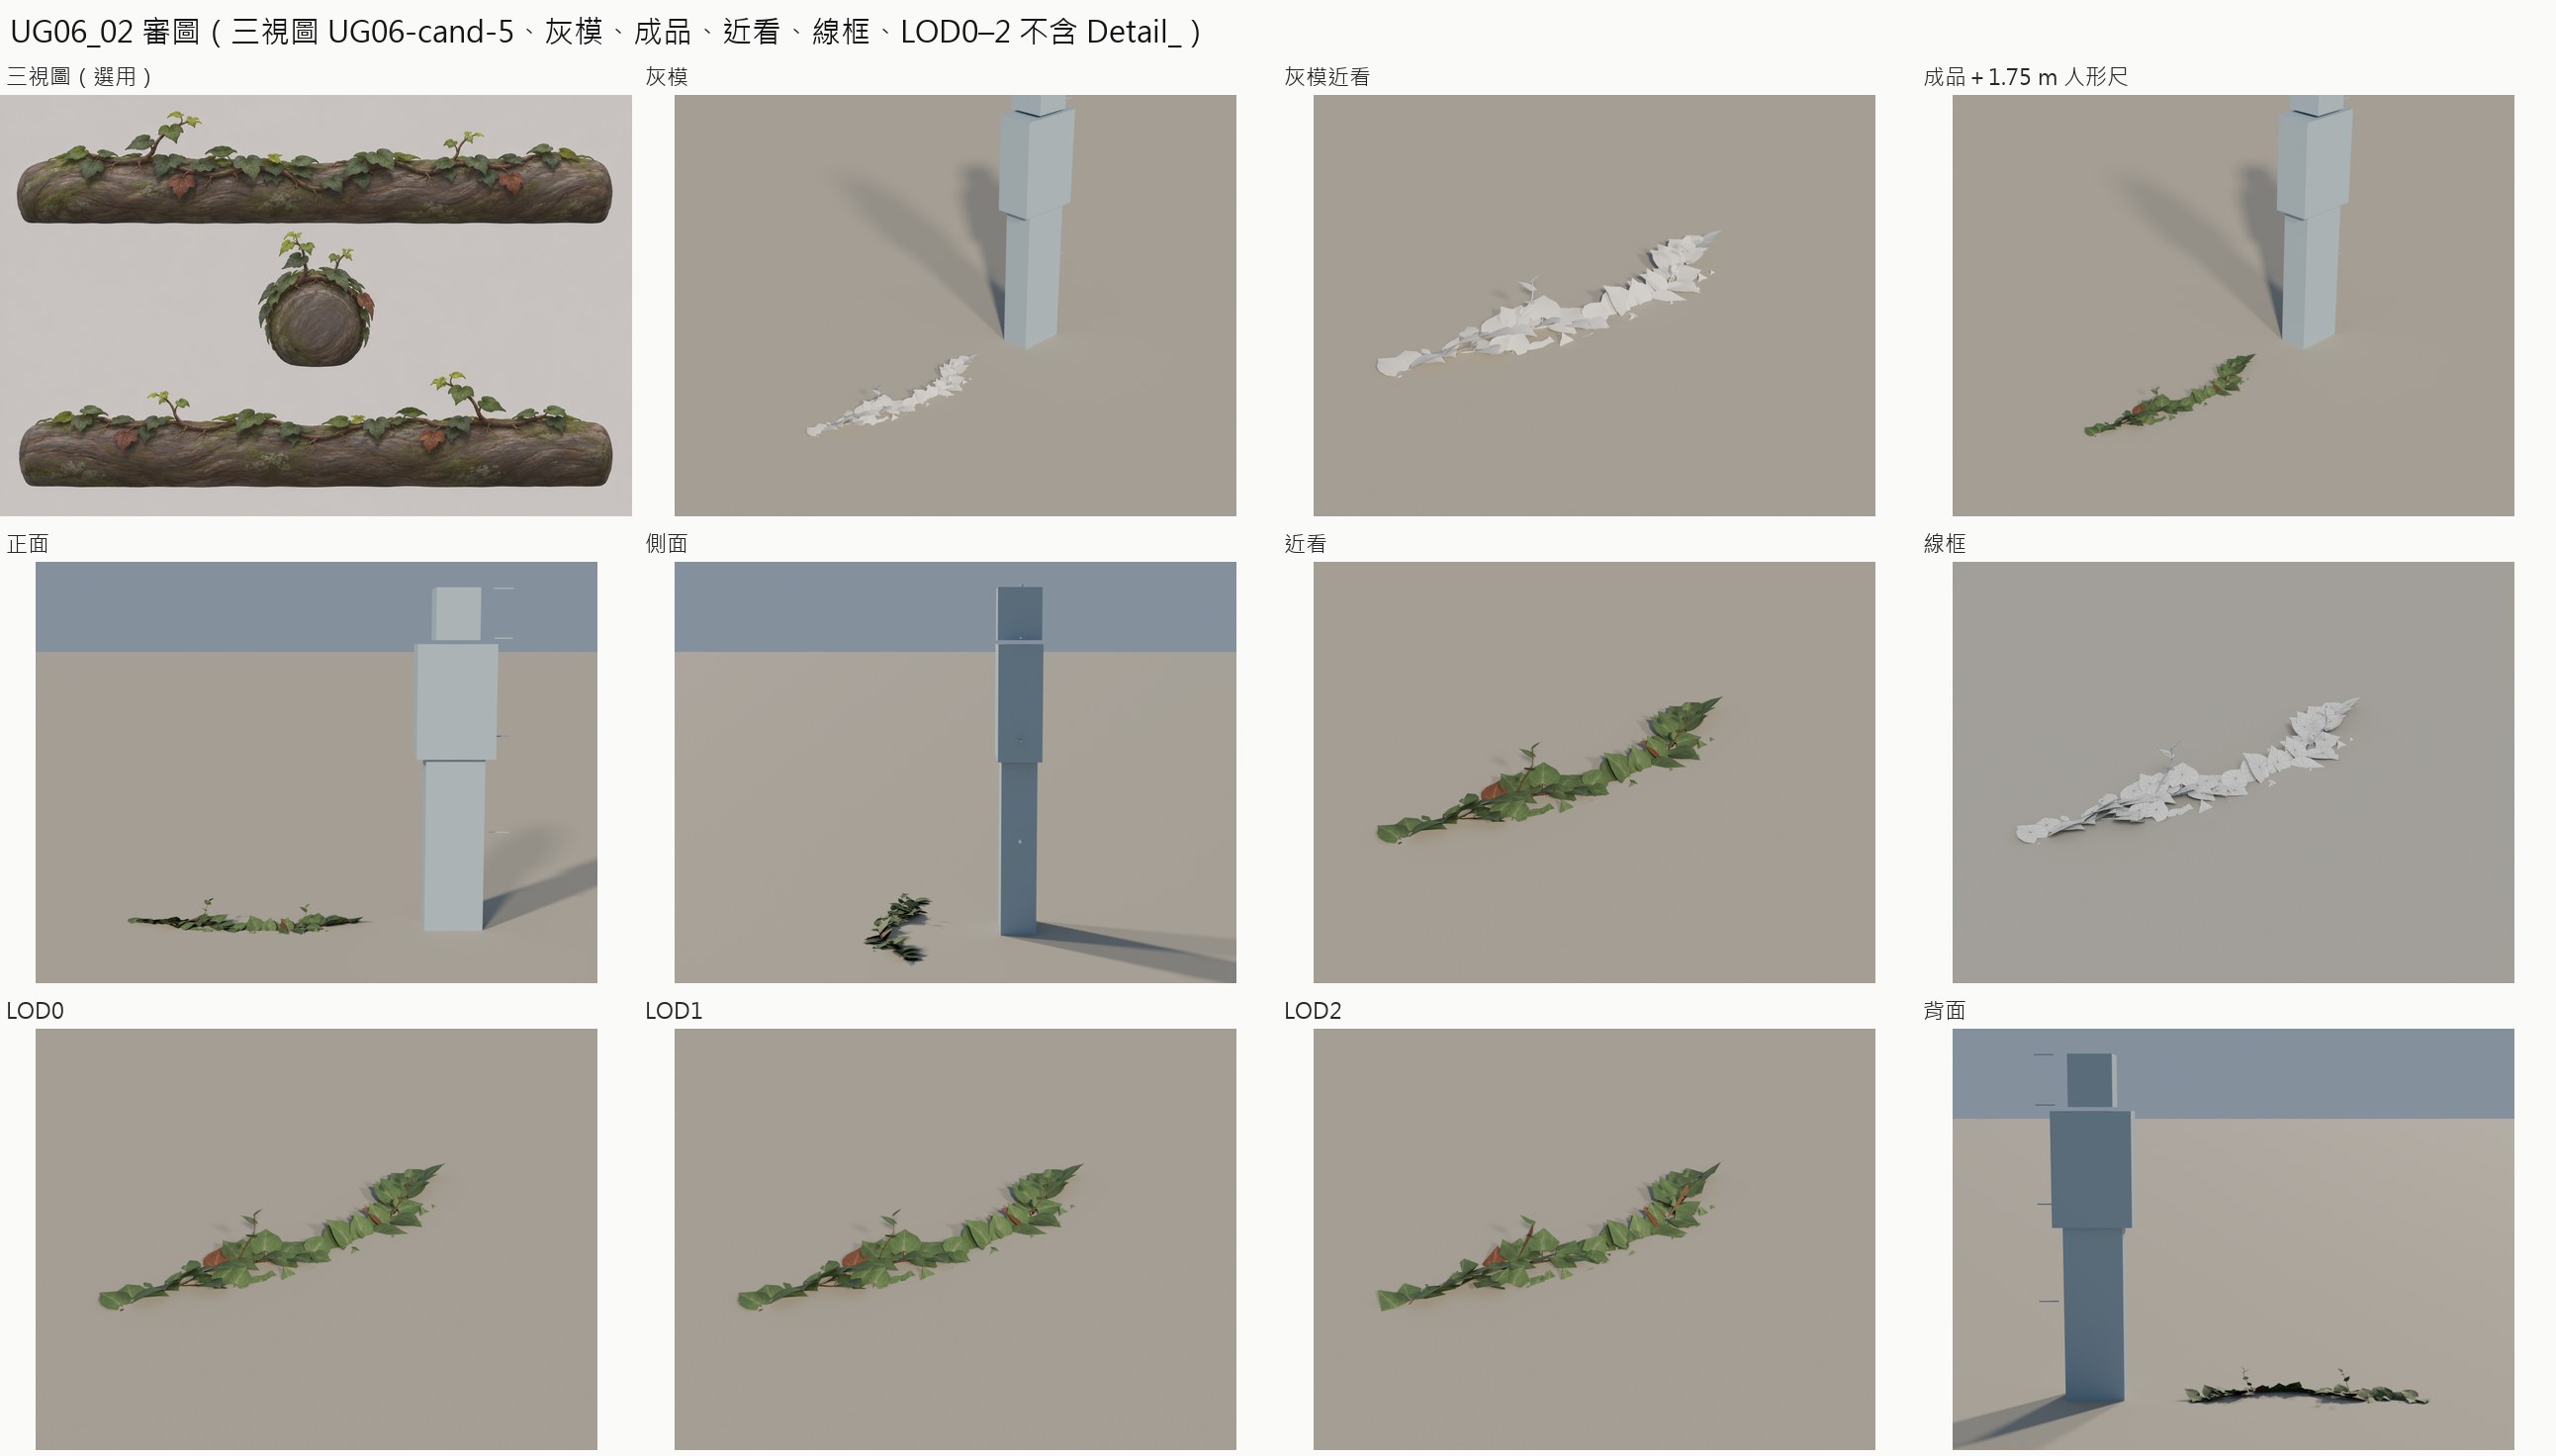 UG06_02 審圖（三視圖 UG06-cand-5、灰模、成品、近看、線框、LOD0–2 不含 Detail_）
三視圖（選用）
灰模
灰模近看
成品＋1.75 m 人形尺
正面
側面
近看
線框
LOD0
LOD1
LOD2
背面